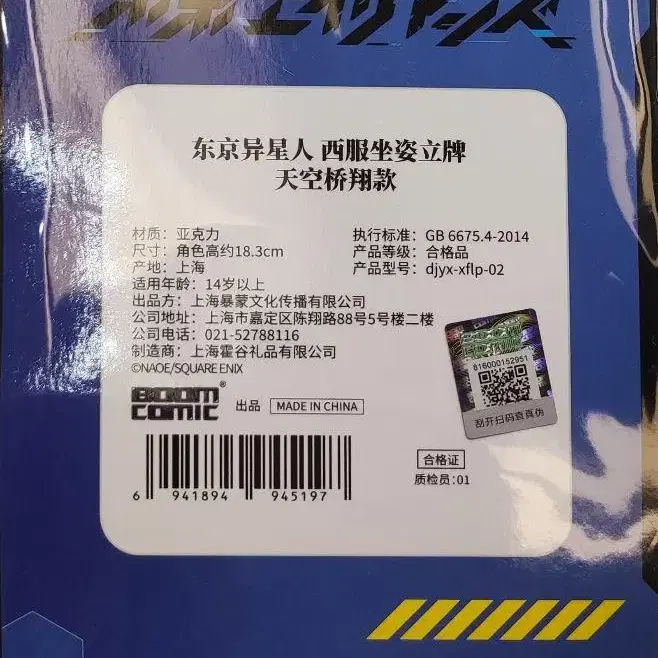 东京异星人 西服坐姿立牌
天空桥翔款
材质：亚克力
尺寸：角色高约18.3cm
产地：上海
适用年龄：14岁以上
出品方：上海暴蒙文化传播有限公司
公司地址：上海市嘉定区陈翔路88号5号楼二楼
公司电话：021-52788116
制造商：上海霍谷礼品有限公司
©NAOE/SQUARE ENIX
执行标准：GB 6675.4-2014
产品等级：合格品
产品型号：djyx-xflp-02
816000152951
刮开扫码查真伪
BOOM COMIC® 出品 MADE IN CHINA
6 941894 945197
合格证
质检员:01